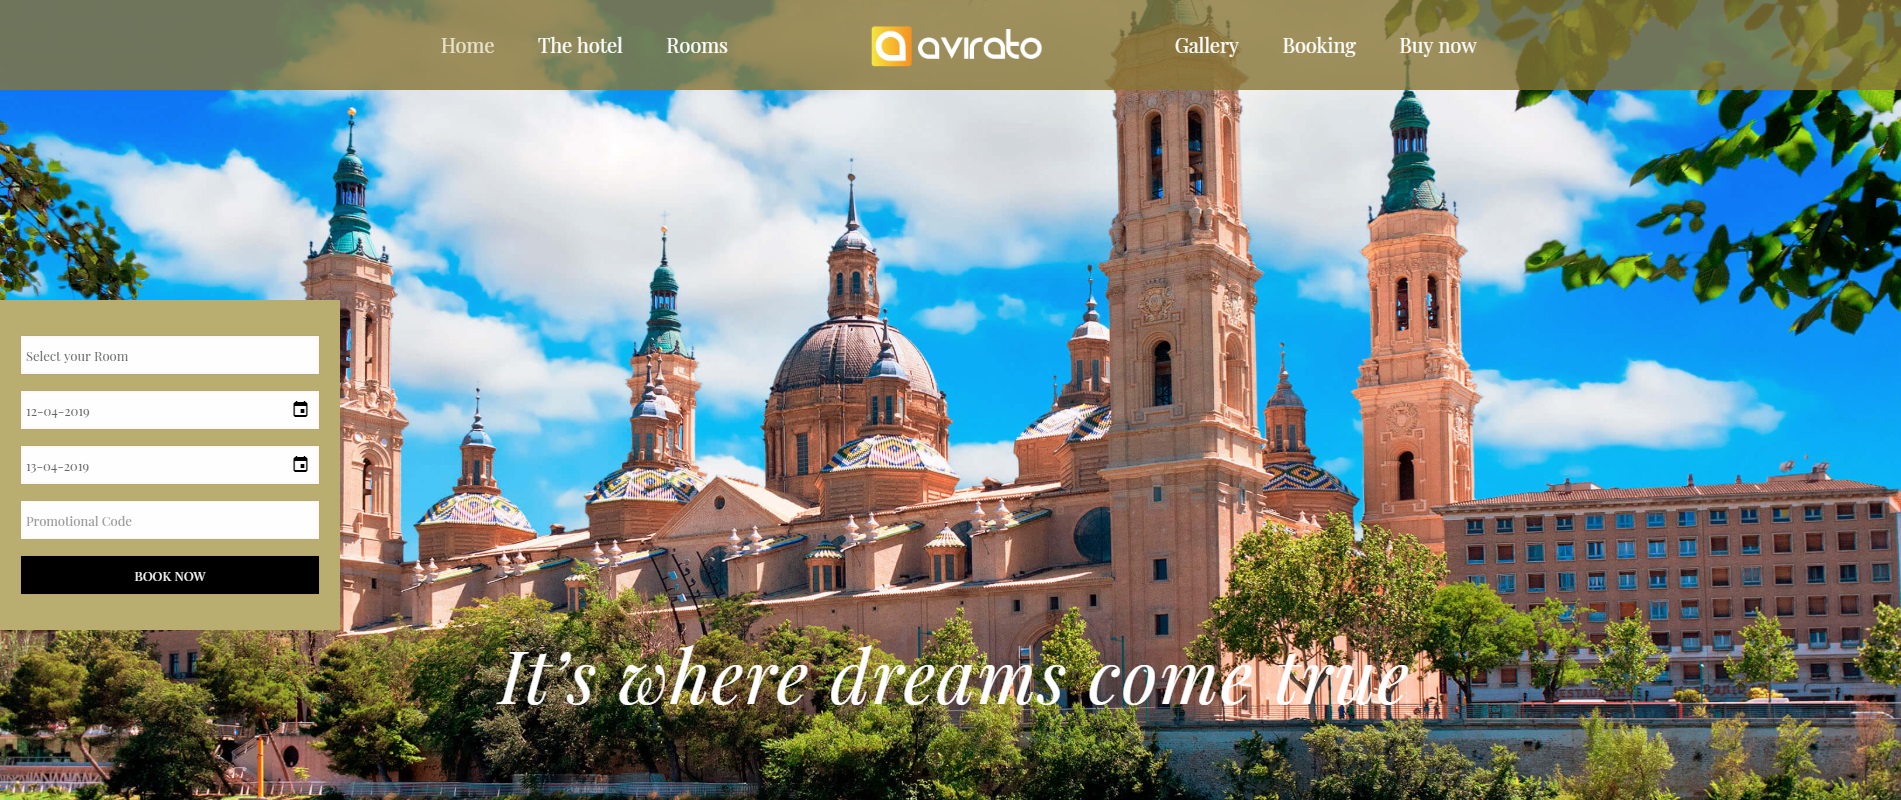 Home
The hotel
Rooms
avirato
Gallery
Booking
Buy now
Select your Room
12-04-2019
13-04-2019
Promotional Code
BOOK NOW
It’s where dreams come true